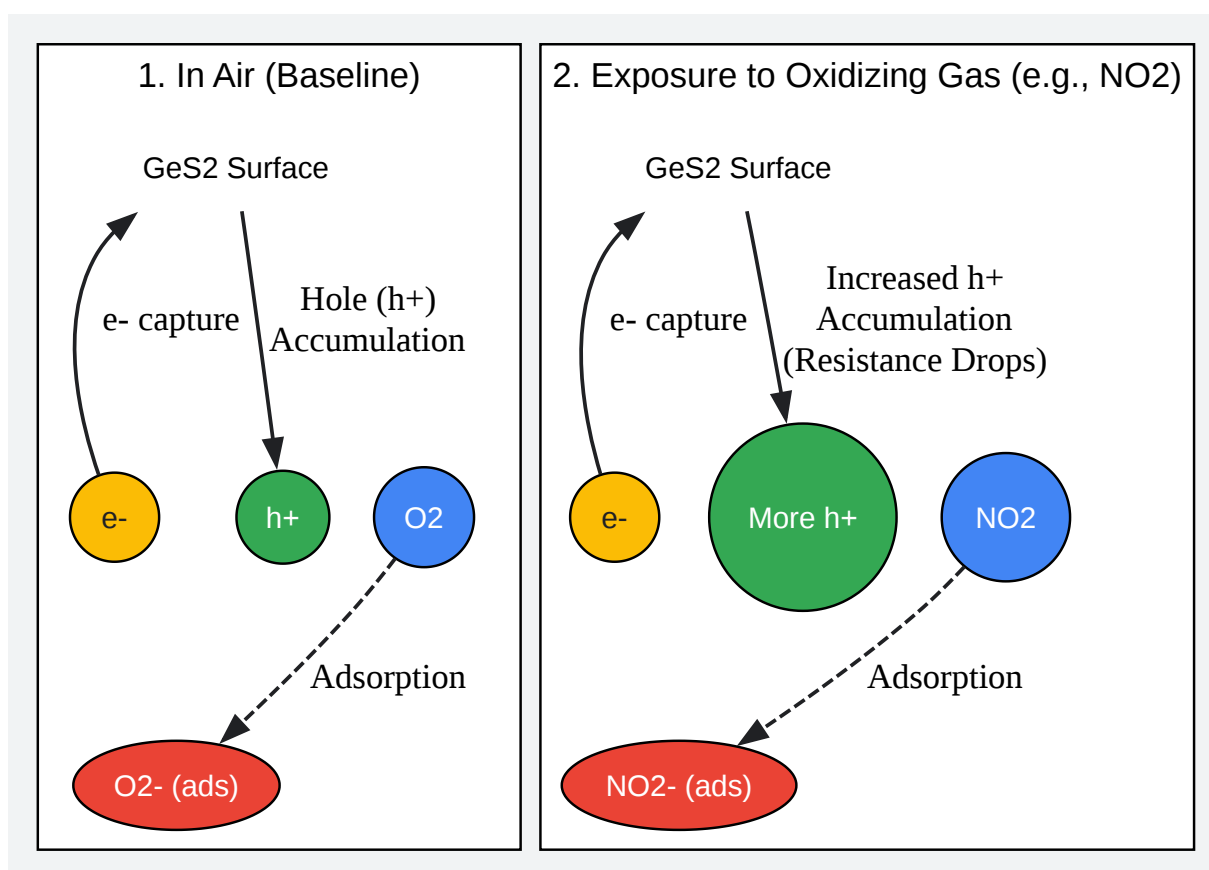 1. In Air (Baseline)
GeS2 Surface
e- capture
Hole (h+)
Accumulation
e-
h+
O2
Adsorption
O2- (ads)
2. Exposure to Oxidizing Gas (e.g., NO2)
GeS2 Surface
e- capture
Increased h+
Accumulation
(Resistance Drops)
e-
More h+
NO2
Adsorption
NO2- (ads)